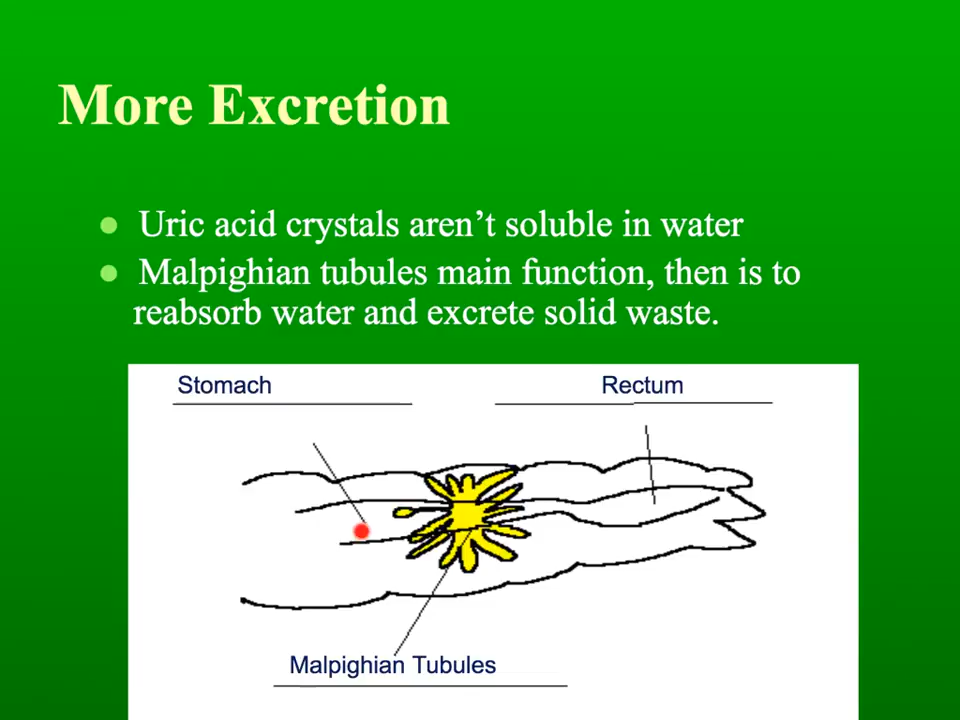 More Excretion
Uric acid crystals aren’t soluble in water
Malpighian tubules main function, then is to
reabsorb water and excrete solid waste.
Stomach
Rectum
Malpighian Tubules